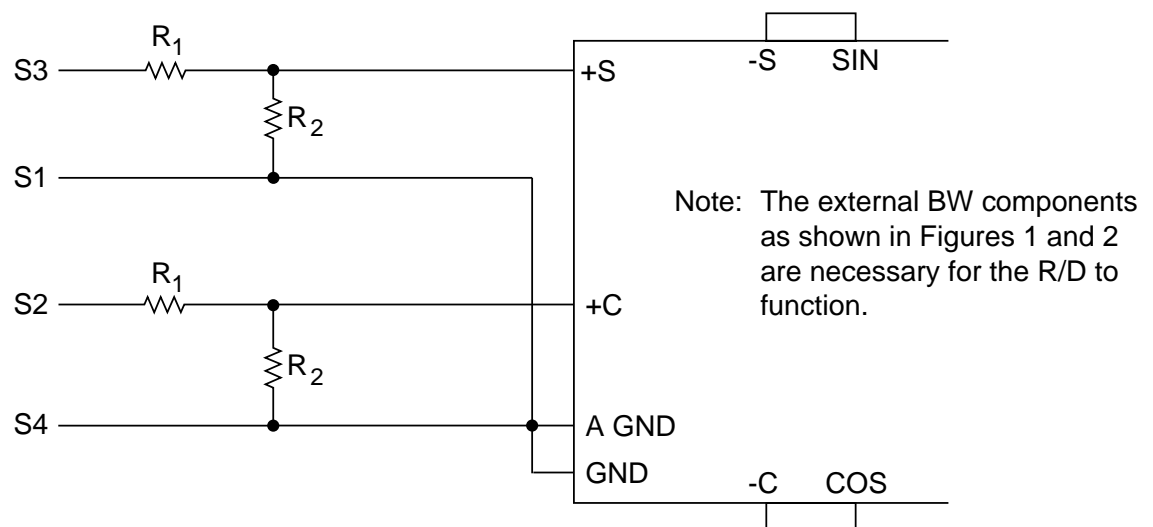 R1
S3
+S
-S SIN
R2
S1
Note: The external BW components
as shown in Figures 1 and 2
are necessary for the R/D to
function.
R1
S2
+C
R2
S4
A GND
GND
-C COS